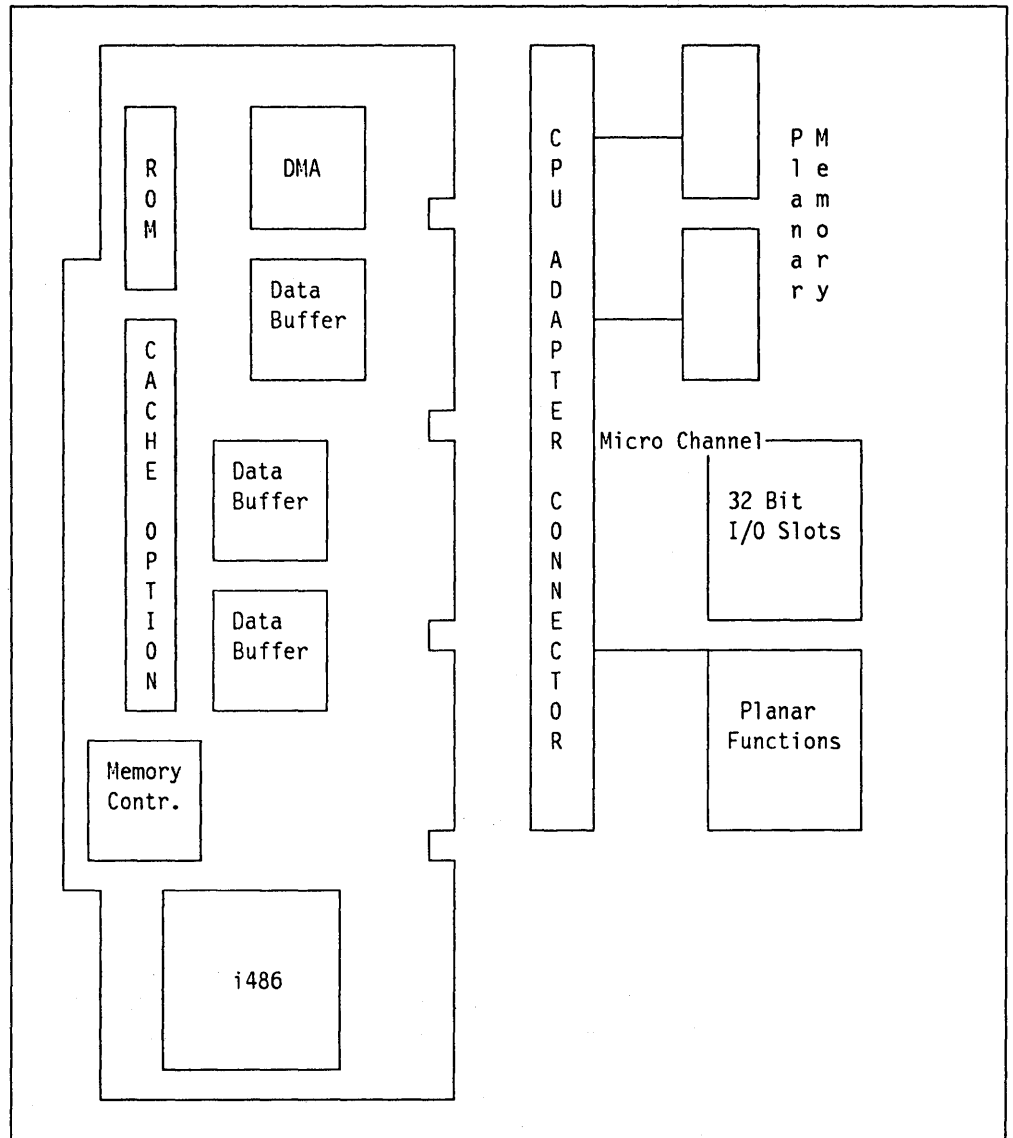 ROM
DMA
Data
Buffer
CACHE OPTION
Data
Buffer
Data
Buffer
Memory
Contr.
i486
CPU ADAPTER CONNECTOR
Planar
Memory
Micro Channel
32 Bit
I/O Slots
Planar
Functions